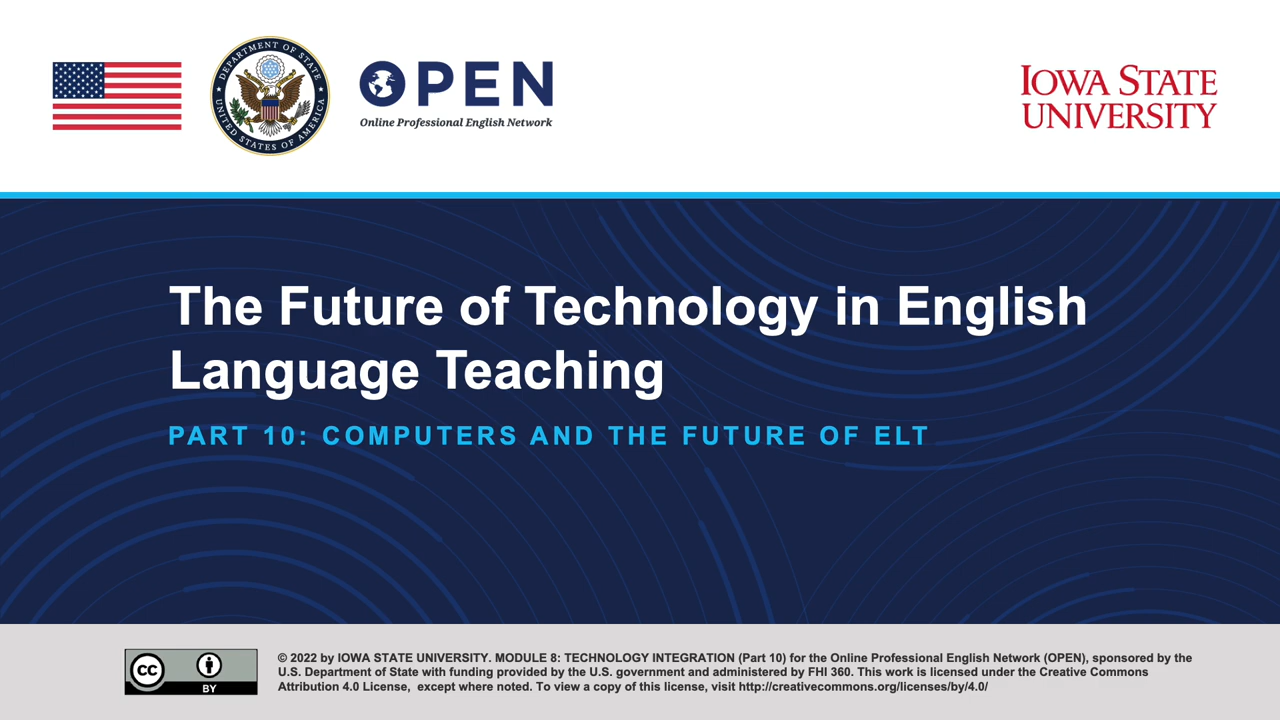 DEPARTMENT OF STATE
UNITED STATES OF AMERICA
OPEN
Online Professional English Network
IOWA STATE
UNIVERSITY
The Future of Technology in English
Language Teaching
PART 10: COMPUTERS AND THE FUTURE OF ELT
CC
BY
© 2022 by IOWA STATE UNIVERSITY. MODULE 8: TECHNOLOGY INTEGRATION (Part 10) for the Online Professional English Network (OPEN), sponsored by the
U.S. Department of State with funding provided by the U.S. government and administered by FHI 360. This work is licensed under the Creative Commons
Attribution 4.0 License, except where noted. To view a copy of this license, visit http://creativecommons.org/licenses/by/4.0/